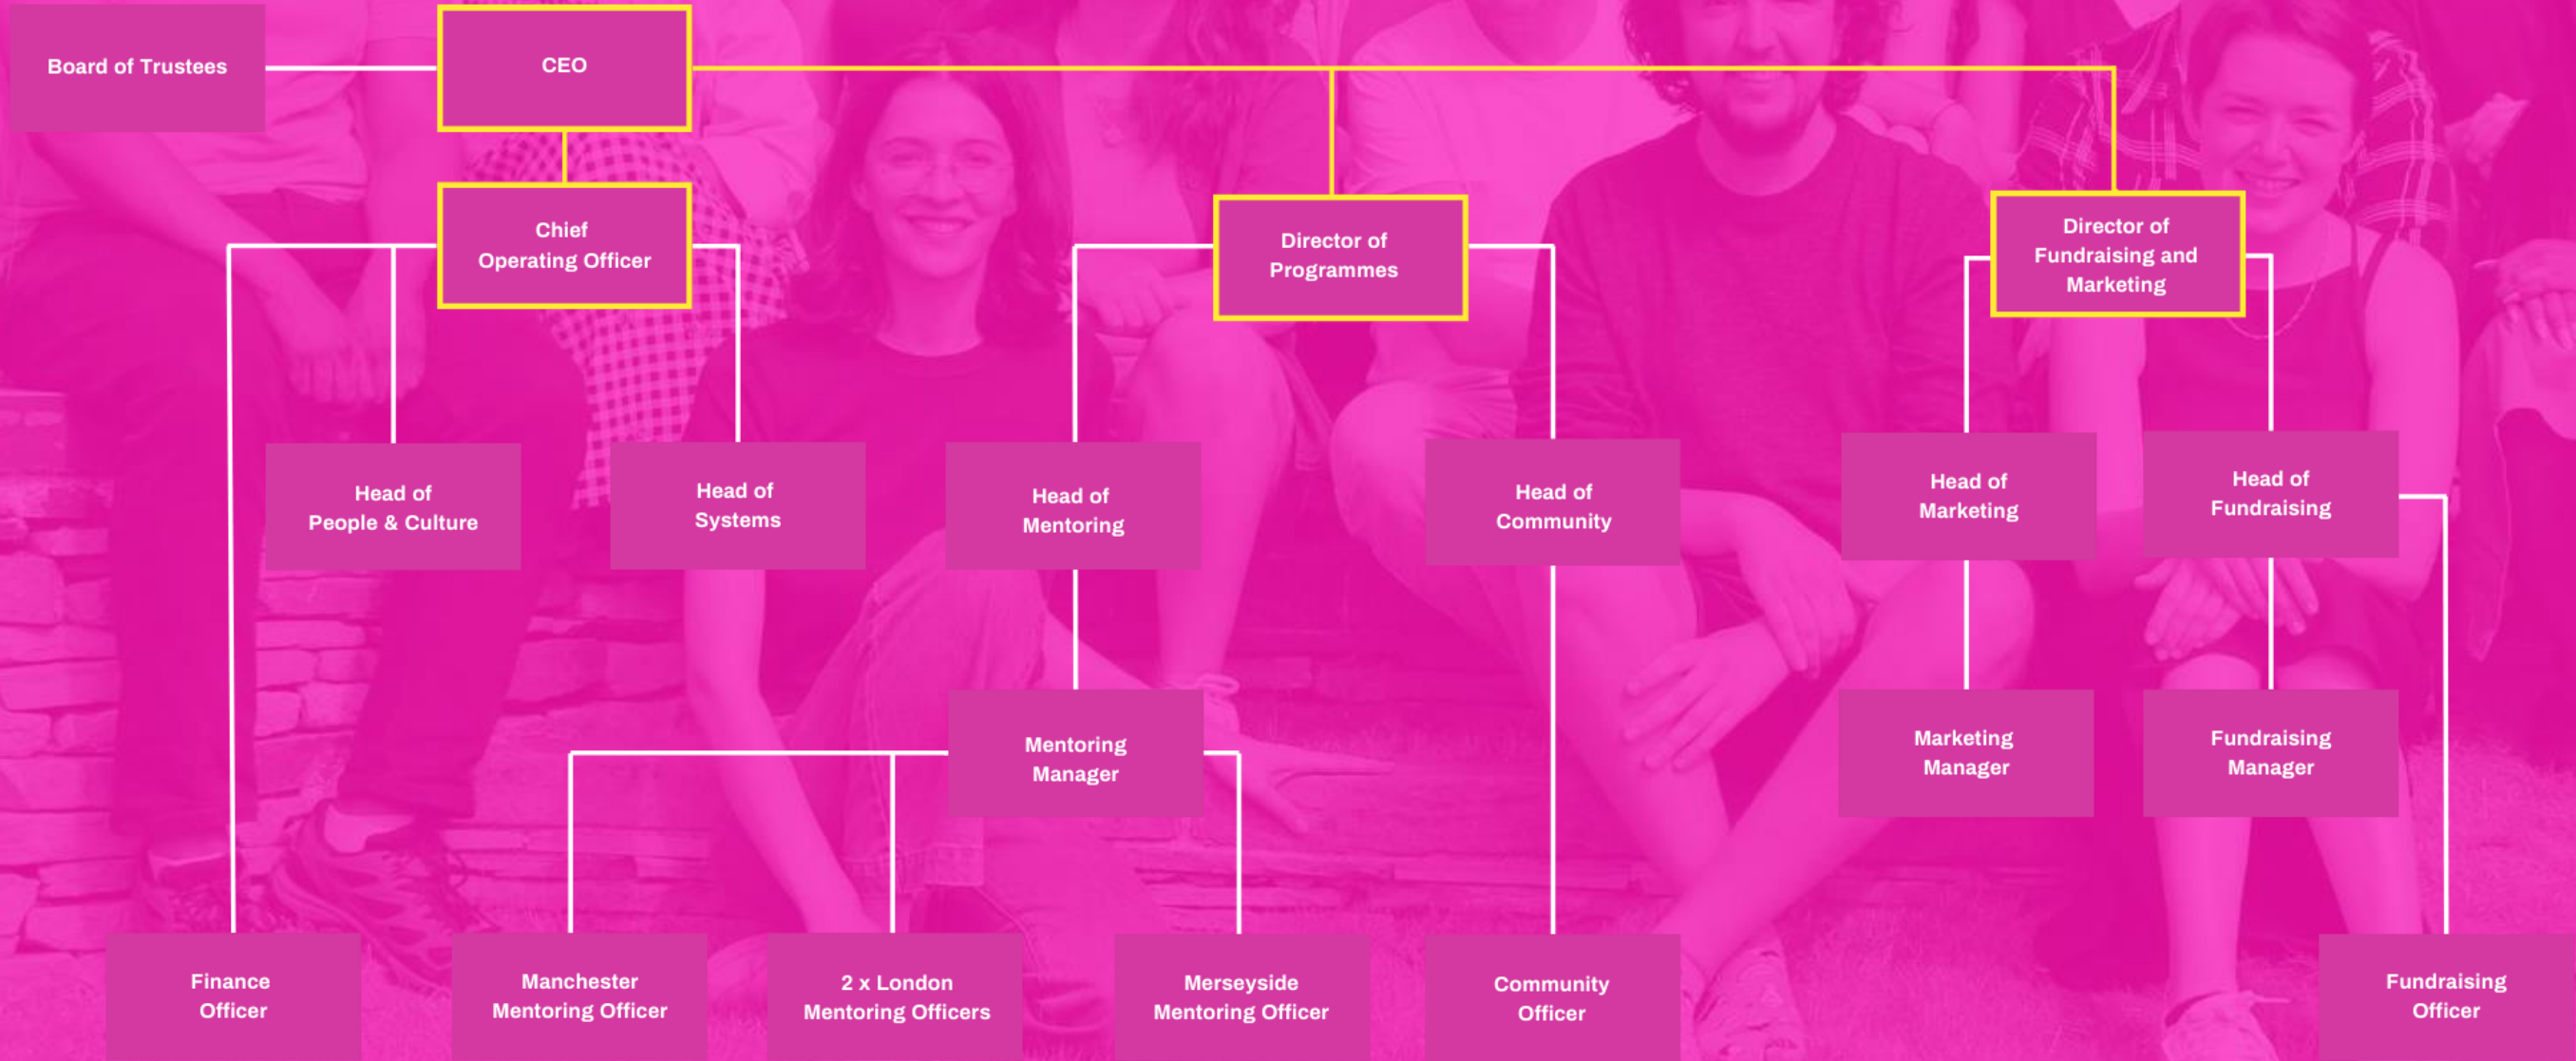 Board of Trustees
CEO
Chief
Operating Officer
Director of
Programmes
Director of
Fundraising and
Marketing
Head of
People & Culture
Head of
Systems
Head of
Mentoring
Head of
Community
Head of
Marketing
Head of
Fundraising
Mentoring
Manager
Marketing
Manager
Fundraising
Manager
Finance
Officer
Manchester
Mentoring Officer
2 x London
Mentoring Officers
Merseyside
Mentoring Officer
Community
Officer
Fundraising
Officer